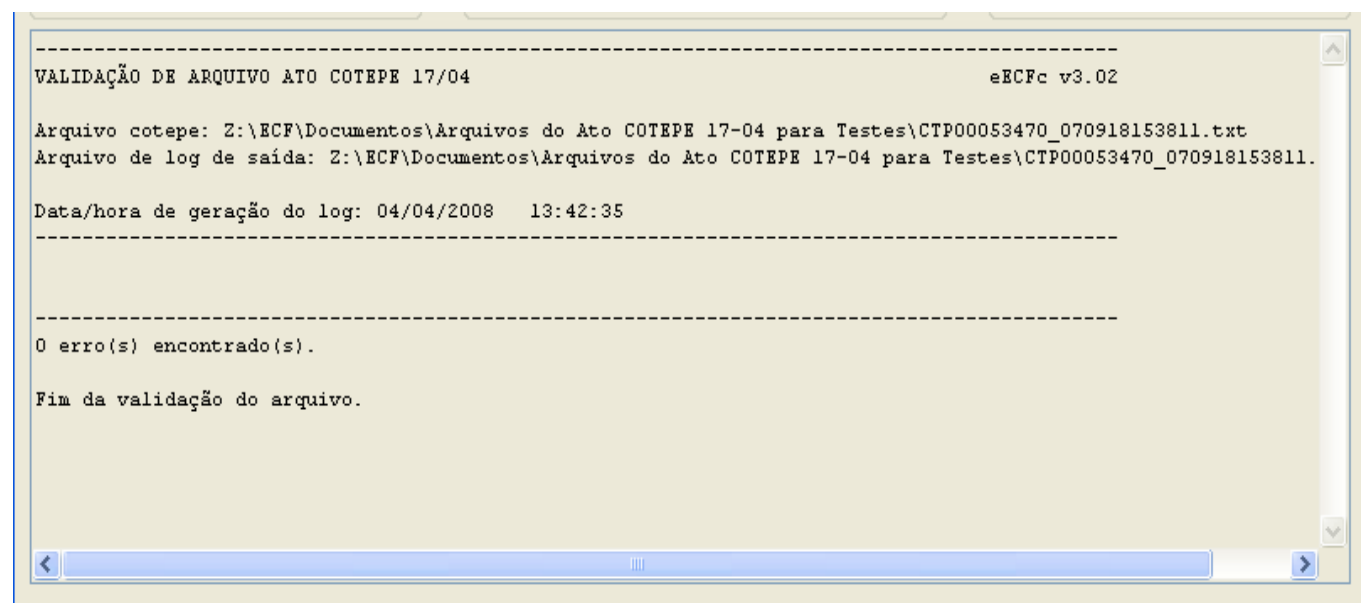 --------------------------------------------------------------------------------------------
VALIDAÇÃO DE ARQUIVO ATO COTEPE 17/04 eECFc v3.02
Arquivo cotepe: Z:\ECF\Documentos\Arquivos do Ato COTEPE 17-04 para Testes\CTP00053470_070918153811.txt
Arquivo de log de saída: Z:\ECF\Documentos\Arquivos do Ato COTEPE 17-04 para Testes\CTP00053470_070918153811.
Data/hora de geração do log: 04/04/2008 13:42:35
--------------------------------------------------------------------------------------------
--------------------------------------------------------------------------------------------
0 erro(s) encontrado(s).
Fim da validação do arquivo.